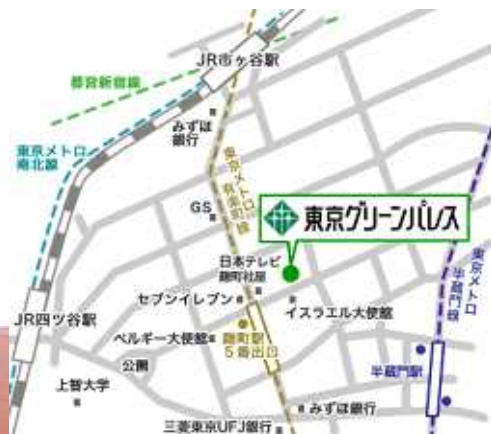 JR市ヶ谷駅
都営新宿線
みずほ
銀行
東京メトロ
南北線
東京メトロ
有楽町線
GS
東京グリーンパレス
日本テレビ
麹町社屋
セブンイレブン
イスラエル大使館
東京メトロ
半蔵門線
JR四ツ谷駅
ベルギー大使館
麹町駅
5番出口
公園
半蔵門駅
上智大学
みずほ銀行
三菱東京UFJ銀行